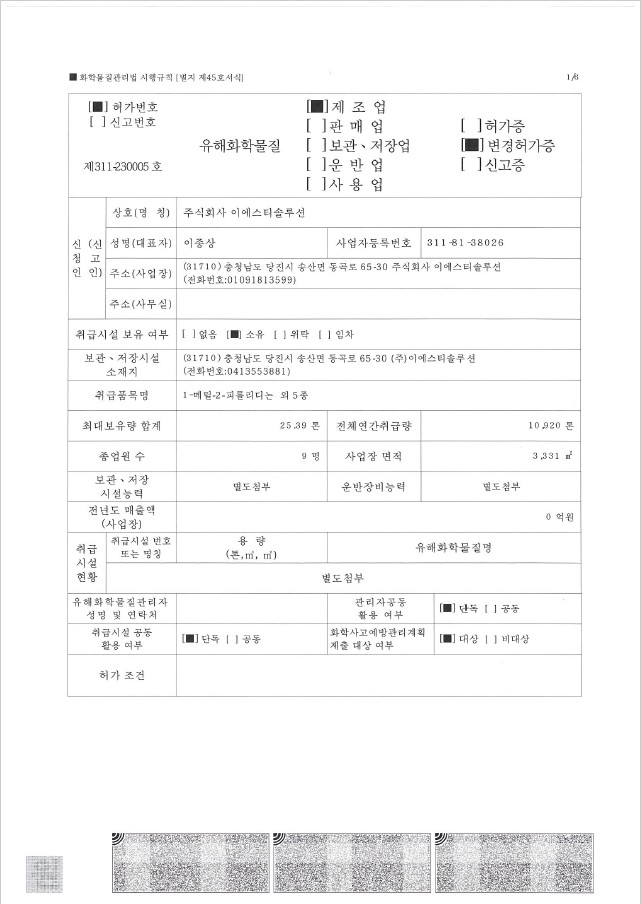 ■ 화학물질관리법 시행규칙 [별지 제45호서식] 1/6
[■] 허가번호
[ ] 신고번호
제311-230005 호
유해화학물질
[■] 제 조 업
[ ] 판 매 업
[ ] 보관ㆍ저장업
[ ] 운 반 업
[ ] 사 용 업
[ ] 허가증
[■] 변경허가증
[ ] 신고증
신 (신
청 고
인 인)
상호(명 칭) 주식회사 이에스티솔루션
성명(대표자) 이종상 사업자등록번호 311-81-38026
주소(사업장) (31710) 충청남도 당진시 송산면 동곡로 65-30 주식회사 이에스티솔루션
(전화번호:01091813599)
주소(사무실)
취급시설 보유 여부 [ ] 없음 [■] 소유 [ ] 위탁 [ ] 임차
보관ㆍ저장시설
소재지
(31710) 충청남도 당진시 송산면 동곡로 65-30 (주)이에스티솔루션
(전화번호:0413553881)
취급품목명 1-메틸-2-피롤리디논 외 5종
최대보유량 합계 25.39 톤 전체연간취급량 10,920 톤
종업원 수 9 명 사업장 면적 3,331 ㎡
보관ㆍ저장
시설능력
별도첨부 운반장비능력 별도첨부
전년도 매출액
(사업장)
0 억원
취급
시설
현황
취급시설 번호
또는 명칭
용 량
(톤,㎥, ㎡)
유해화학물질명
별도첨부
유해화학물질관리자
성명 및 연락처
관리자공동
활용 여부
[■] 단독 [ ] 공동
취급시설 공동
활용 여부
[■] 단독 [ ] 공동
화학사고예방관리계획
제출 대상 여부
[■] 대상 [ ] 비대상
허가 조건